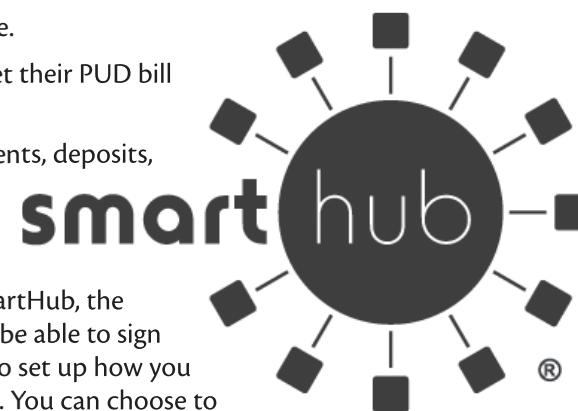 e.
et their PUD bill
ents, deposits,
smart hub
artHub, the
be able to sign
o set up how you
. You can choose to
®